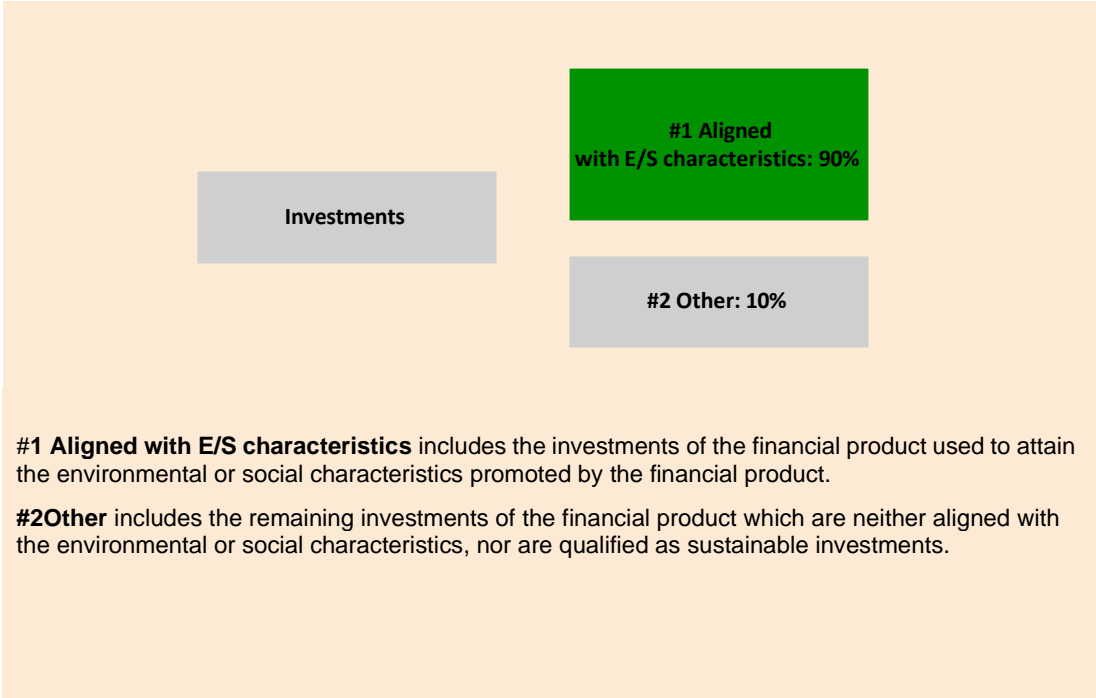 #1 Aligned
with E/S characteristics: 90%
Investments
#2 Other: 10%
#1 Aligned with E/S characteristics includes the investments of the financial product used to attain
the environmental or social characteristics promoted by the financial product.
#2Other includes the remaining investments of the financial product which are neither aligned with
the environmental or social characteristics, nor are qualified as sustainable investments.